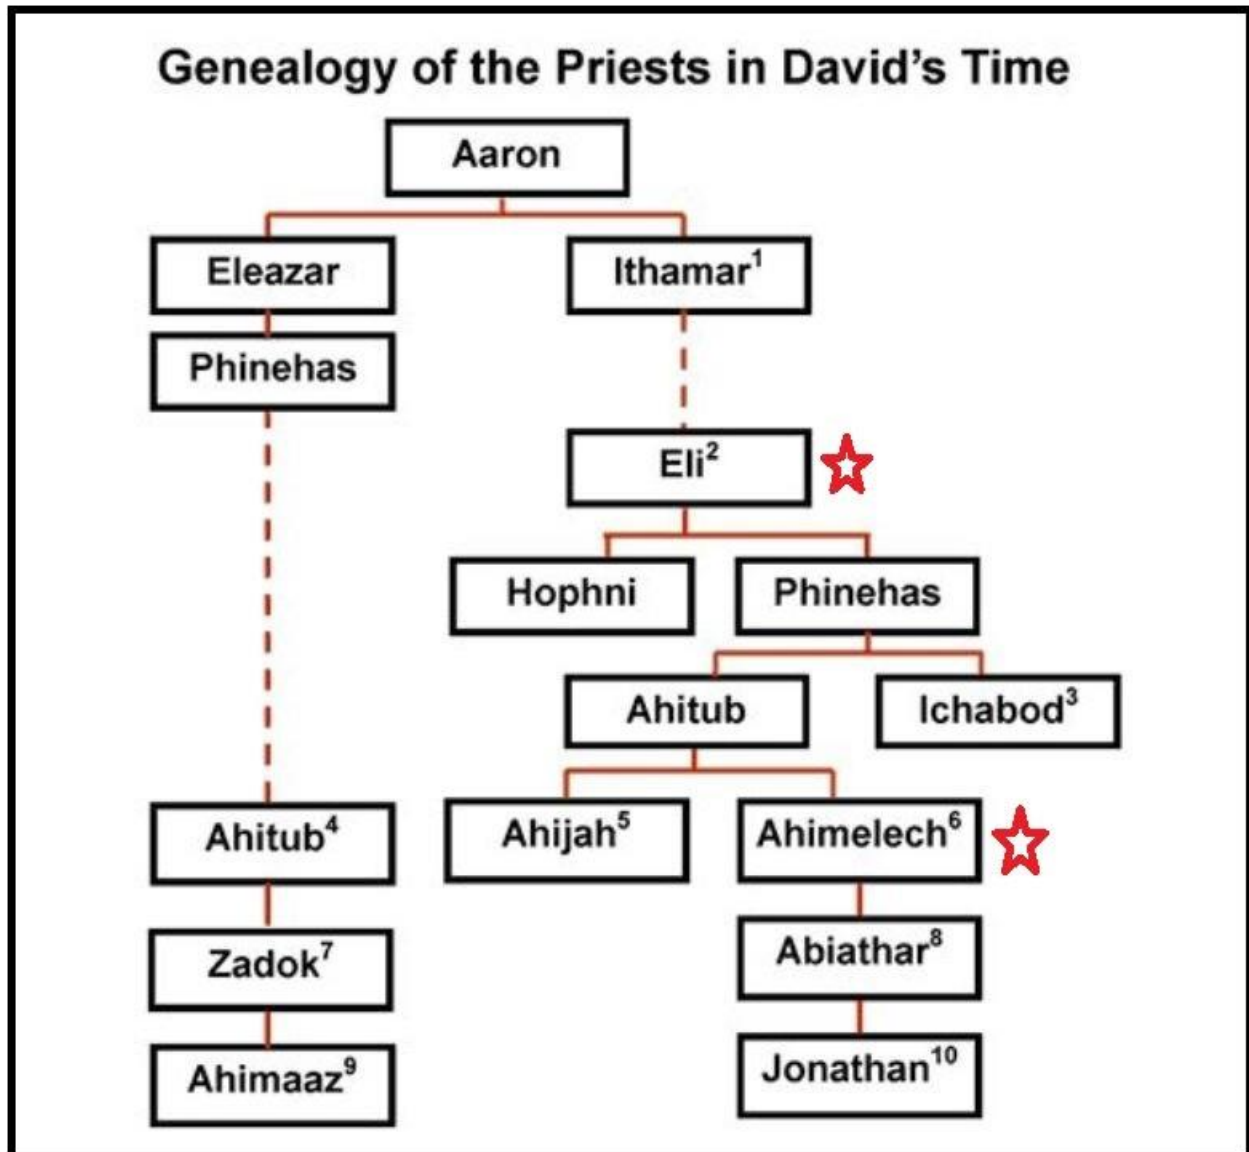 Genealogy of the Priests in David's Time
Aaron
Eleazar
Ithamar¹
Phinehas
Eli²
Hophni
Phinehas
Ahitub
Ichabod³
Ahitub⁴
Ahijah⁵
Ahimelech⁶
Zadok⁷
Abiathar⁸
Ahimaaz⁹
Jonathan¹⁰